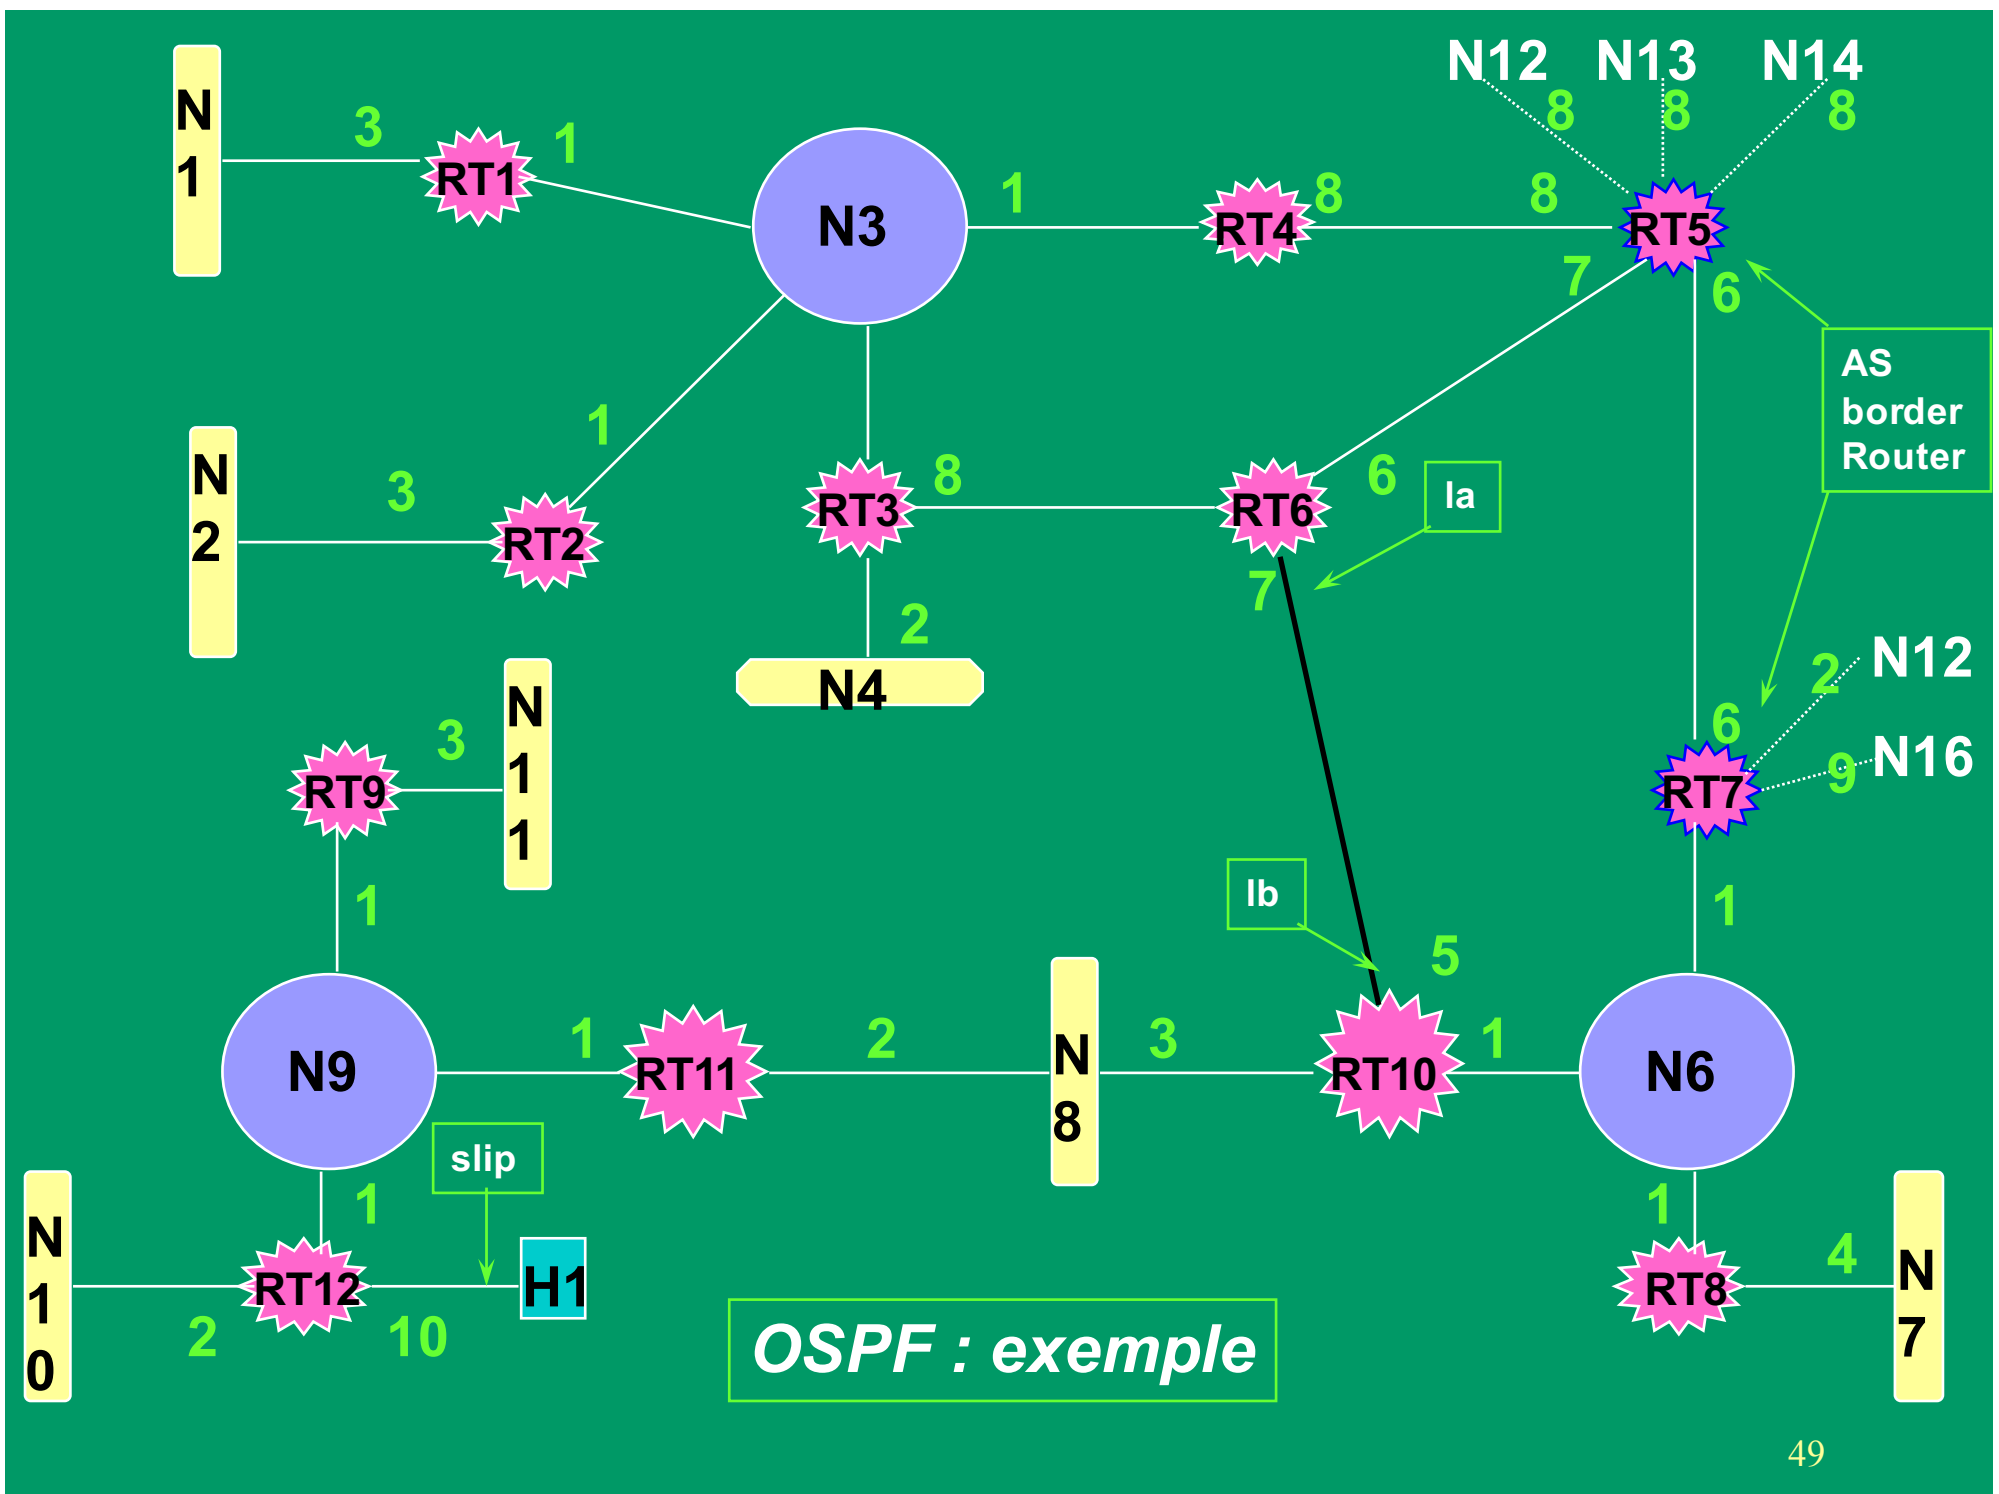 N12 N13 N14
8 8 8
N
1
3
RT1
1
N3
1
RT4
8
8
RT5
7
6
AS
border
Router
N
2
3
RT2
1
RT3
8
RT6
6
Ia
7
2
N4
N
1
1
3
RT9
1
2
N12
6
9
N16
RT7
1
Ib
5
N9
1
RT11
2
N
8
3
RT10
1
N6
slip
1
1
N
1
0
2
RT12
10
H1
RT8
4
N
7
OSPF : exemple
49